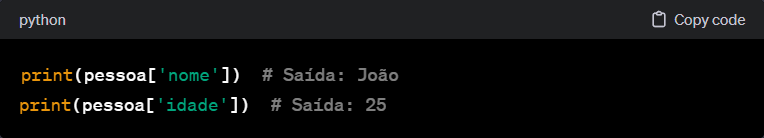 python
Copy code
print(pessoa['nome'])  # Saída: João
print(pessoa['idade'])  # Saída: 25